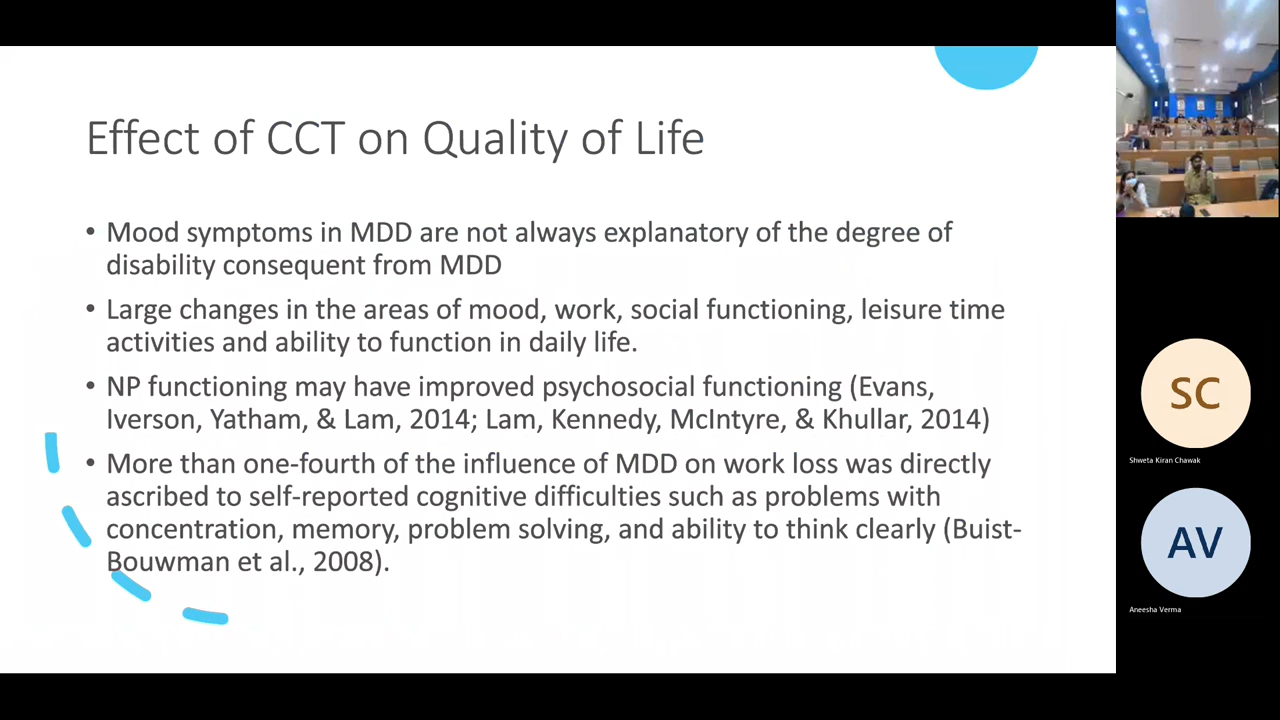 Effect of CCT on Quality of Life
• Mood symptoms in MDD are not always explanatory of the degree of
disability consequent from MDD
• Large changes in the areas of mood, work, social functioning, leisure time
activities and ability to function in daily life.
• NP functioning may have improved psychosocial functioning (Evans,
Iverson, Yatham, & Lam, 2014; Lam, Kennedy, McIntyre, & Khullar, 2014)
• More than one-fourth of the influence of MDD on work loss was directly
ascribed to self-reported cognitive difficulties such as problems with
concentration, memory, problem solving, and ability to think clearly (Buist-
Bouwman et al., 2008).
SC
Shweta Kiran Chawak
AV
Aneesha Verma